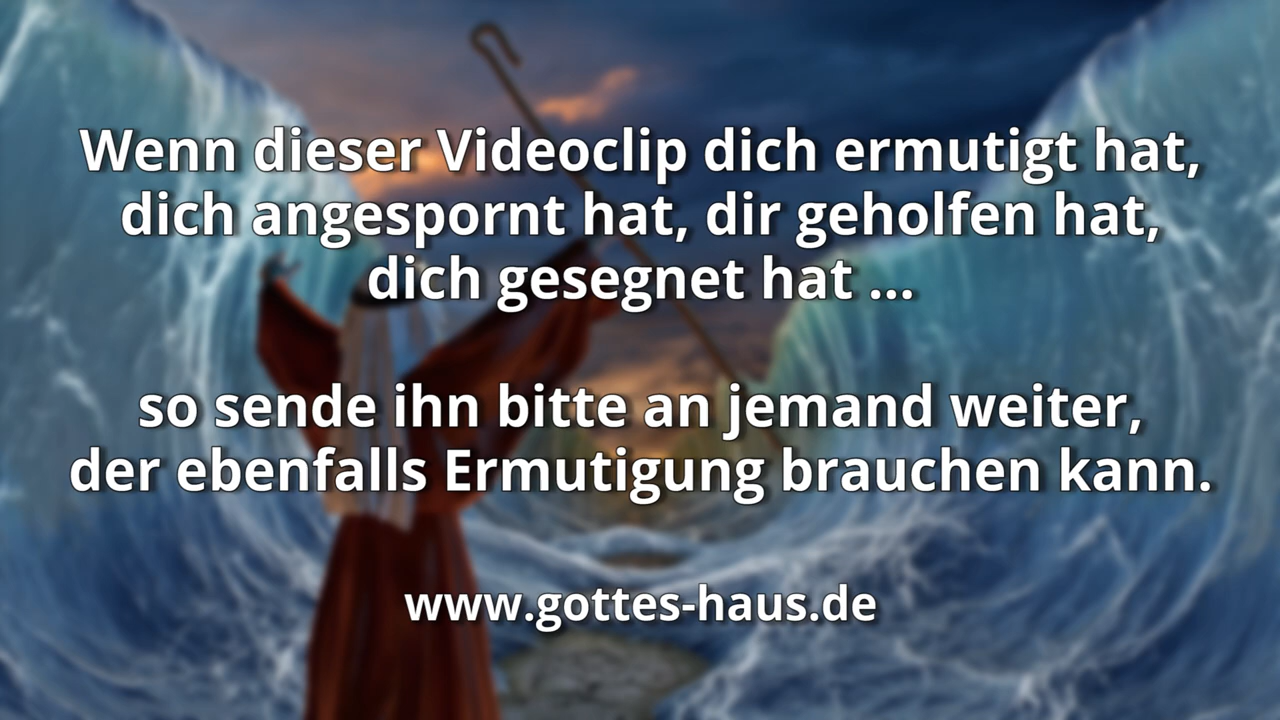 Wenn dieser Videoclip dich ermutigt hat,
dich angespornt hat, dir geholfen hat,
dich gesegnet hat ...
so sende ihn bitte an jemand weiter,
der ebenfalls Ermutigung brauchen kann.
www.gottes-haus.de